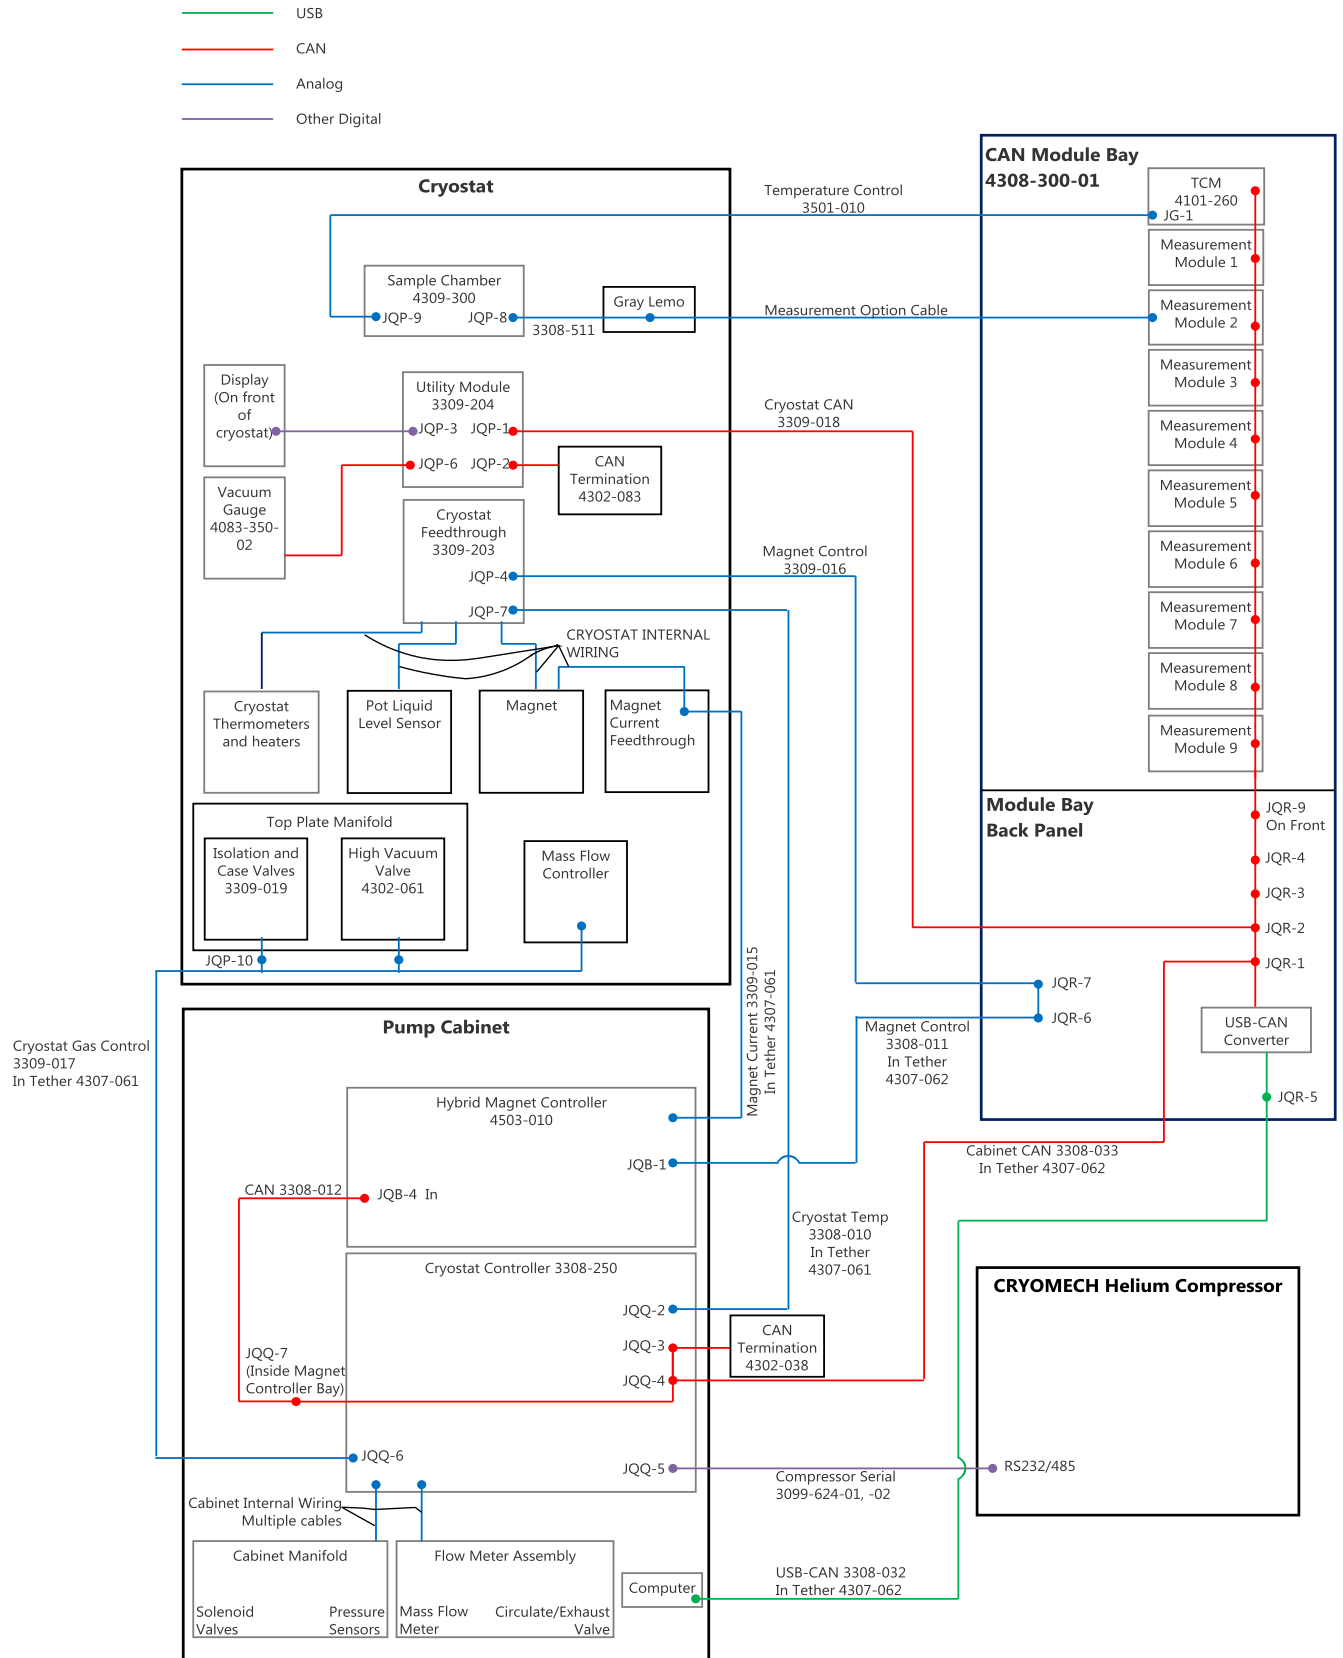 USB
CAN
Analog
Other Digital
CAN Module Bay
4308-300-01
TCM
4101-260
JG-1
Measurement
Module 1
Measurement
Module 2
Measurement
Module 3
Measurement
Module 4
Measurement
Module 5
Measurement
Module 6
Measurement
Module 7
Measurement
Module 8
Measurement
Module 9
Module Bay
Back Panel
JQR-9
On Front
JQR-4
JQR-3
JQR-2
JQR-1
JQR-7
JQR-6
USB-CAN
Converter
JQR-5
Cryostat
Temperature Control
3501-010
Sample Chamber
4309-300
JQP-9
JQP-8
3308-511
Gray Lemo
Measurement Option Cable
Display
(On front
of
cryostat)
Utility Module
3309-204
JQP-3
JQP-1
JQP-6
JQP-2
Cryostat CAN
3309-018
CAN
Termination
4302-083
Vacuum
Gauge
4083-350-
02
Cryostat
Feedthrough
3309-203
JQP-4
JQP-7
Magnet Control
3309-016
CRYOSTAT INTERNAL
WIRING
Cryostat
Thermometers
and heaters
Pot Liquid
Level Sensor
Magnet
Magnet
Current
Feedthrough
Top Plate Manifold
Isolation and
Case Valves
3309-019
High Vacuum
Valve
4302-061
Mass Flow
Controller
JQP-10
Magnet Current 3309-015
In Tether 4307-061
Magnet Control
3308-011
In Tether
4307-062
Cryostat Gas Control
3309-017
In Tether 4307-061
Pump Cabinet
Hybrid Magnet Controller
4503-010
JQB-1
JQB-4 In
CAN 3308-012
Cabinet CAN 3308-033
In Tether 4307-062
Cryostat Temp
3308-010
In Tether
4307-061
Cryostat Controller 3308-250
JQQ-2
JQQ-3
JQQ-4
CAN
Termination
4302-038
JQQ-7
(Inside Magnet
Controller Bay)
JQQ-6
JQQ-5
Compressor Serial
3099-624-01, -02
CRYOMECH Helium Compressor
RS232/485
Cabinet Internal Wiring
Multiple cables
Cabinet Manifold
Solenoid
Valves
Pressure
Sensors
Flow Meter Assembly
Mass Flow
Meter
Circulate/Exhaust
Valve
Computer
USB-CAN 3308-032
In Tether 4307-062